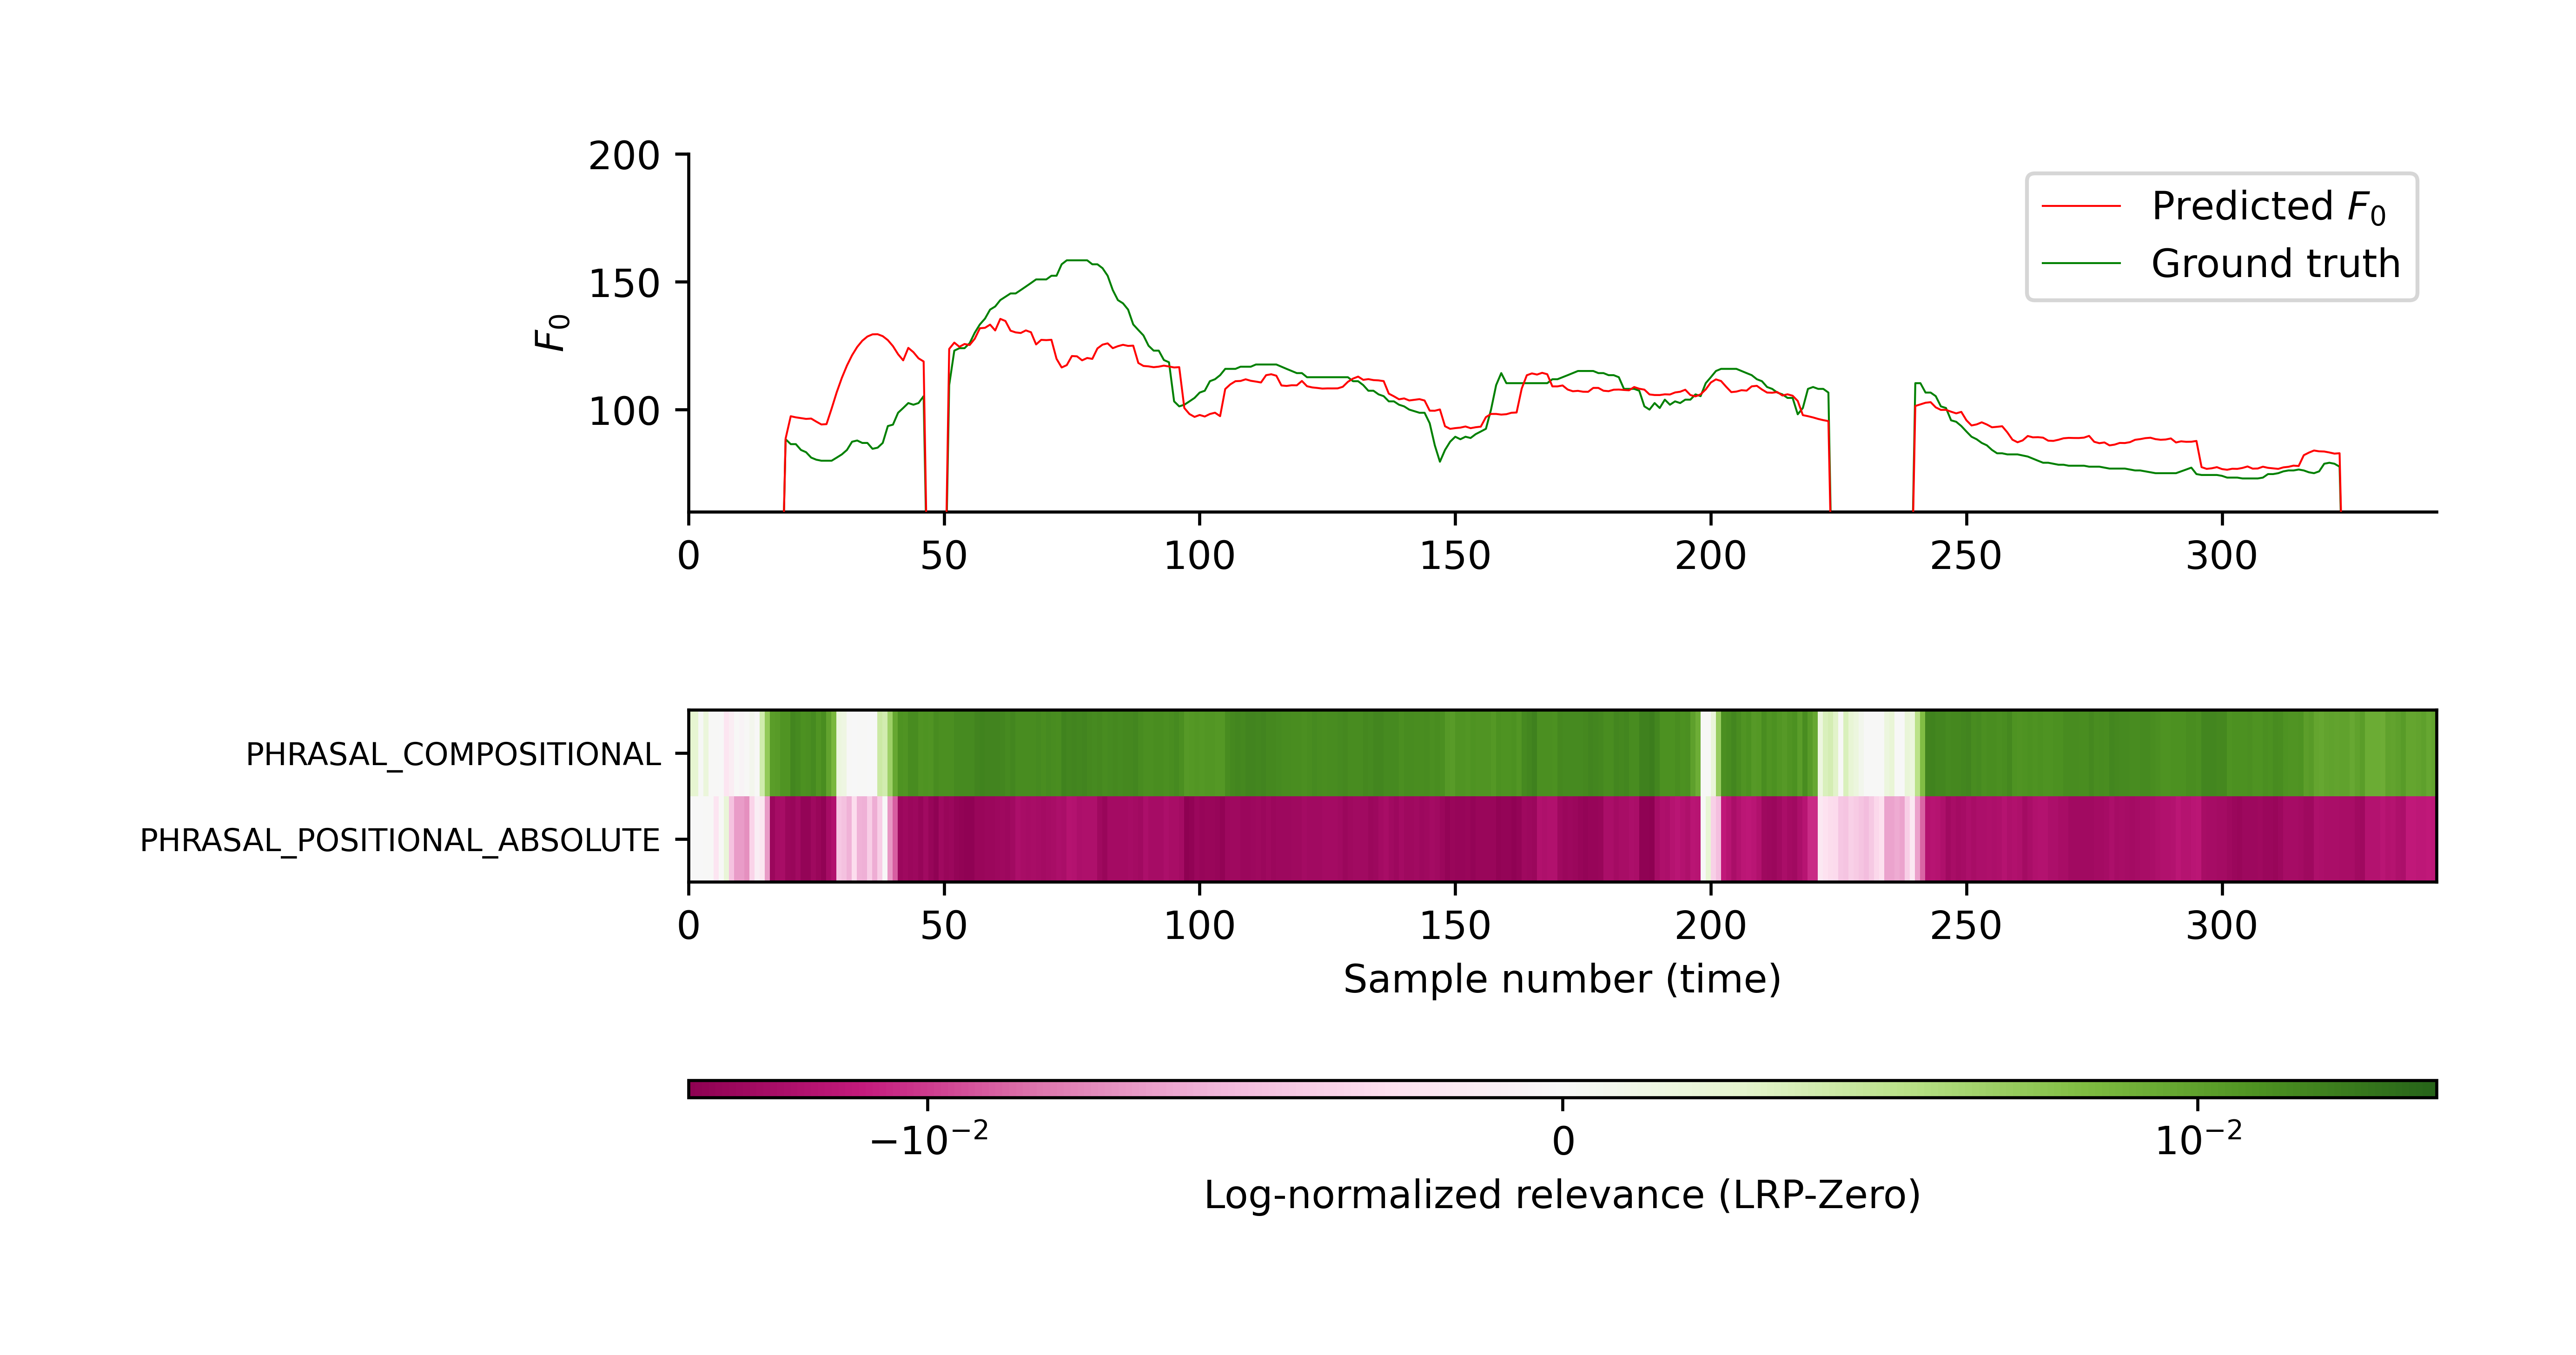 200
150
100
F₀
Predicted F₀
Ground truth
0 50 100 150 200 250 300
PHRASAL_COMPOSITIONAL
PHRASAL_POSITIONAL_ABSOLUTE
0 50 100 150 200 250 300
Sample number (time)
−10⁻² 0 10⁻²
Log-normalized relevance (LRP-Zero)